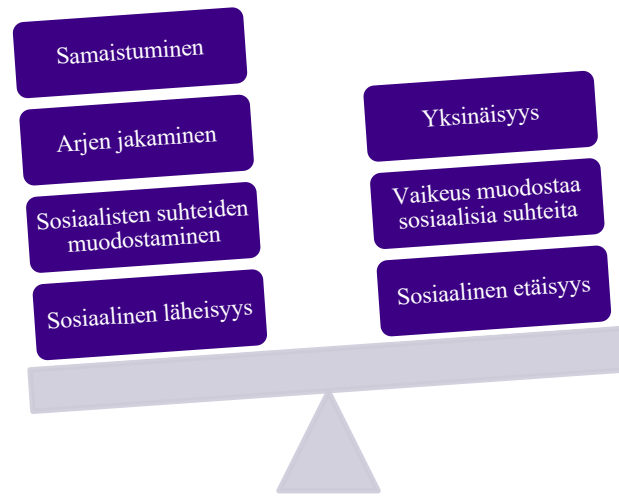 Samaistuminen
Arjen jakaminen
Sosiaalisten suhteiden
muodostaminen
Sosiaalinen läheisyys
Yksinäisyys
Vaikeus muodostaa
sosiaalisia suhteita
Sosiaalinen etäisyys